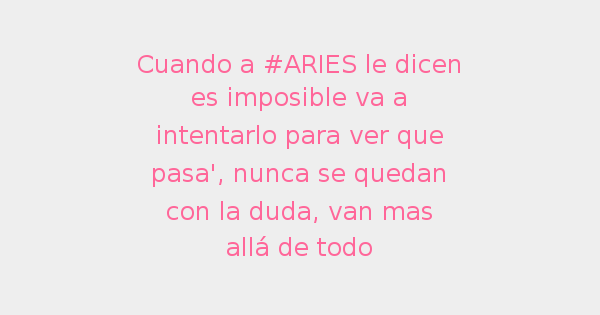 Cuando a #ARIES le dicen
es imposible va a
intentarlo para ver que
pasa', nunca se quedan
con la duda, van mas
allá de todo